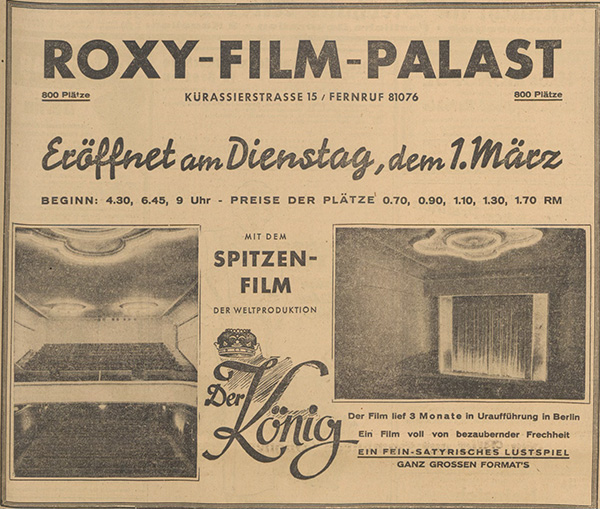 ROXY-FILM-PALAST
800 Plätze
KÜRASSIERSTRASSE 15 / FERNRUF 81076
800 Plätze
Eröffnet am Dienstag, dem 1. März
BEGINN: 4.30, 6.45, 9 Uhr - PREISE DER PLÄTZE 0.70, 0.90, 1.10, 1.30, 1.70 RM
MIT DEM
SPITZEN-
FILM
DER WELTPRODUKTION
Der
König
Der Film lief 3 Monate in Uraufführung in Berlin
Ein Film voll von bezaubernder Frechheit
EIN FEIN-SATYRISCHES LUSTSPIEL
GANZ GROSSEN FORMAT'S